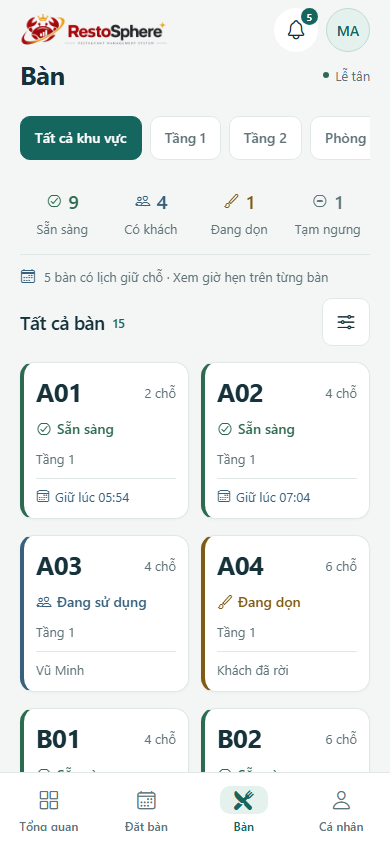 RestoSphere
RESTAURANT MANAGEMENT SYSTEM
5
MA
Bàn
Lễ tân
Tất cả khu vực
Tầng 1
Tầng 2
Phòng
9
4
1
1
Sẵn sàng
Có khách
Đang dọn
Tạm ngưng
5 bàn có lịch giữ chỗ · Xem giờ hẹn trên từng bàn
Tất cả bàn 15
A01 2 chỗ
Sẵn sàng
Tầng 1
Giữ lúc 05:54
A02 4 chỗ
Sẵn sàng
Tầng 1
Giữ lúc 07:04
A03 4 chỗ
Đang sử dụng
Tầng 1
Vũ Minh
A04 6 chỗ
Đang dọn
Tầng 1
Khách đã rời
B01 4 chỗ
B02 6 chỗ
Tổng quan
Đặt bàn
Bàn
Cá nhân